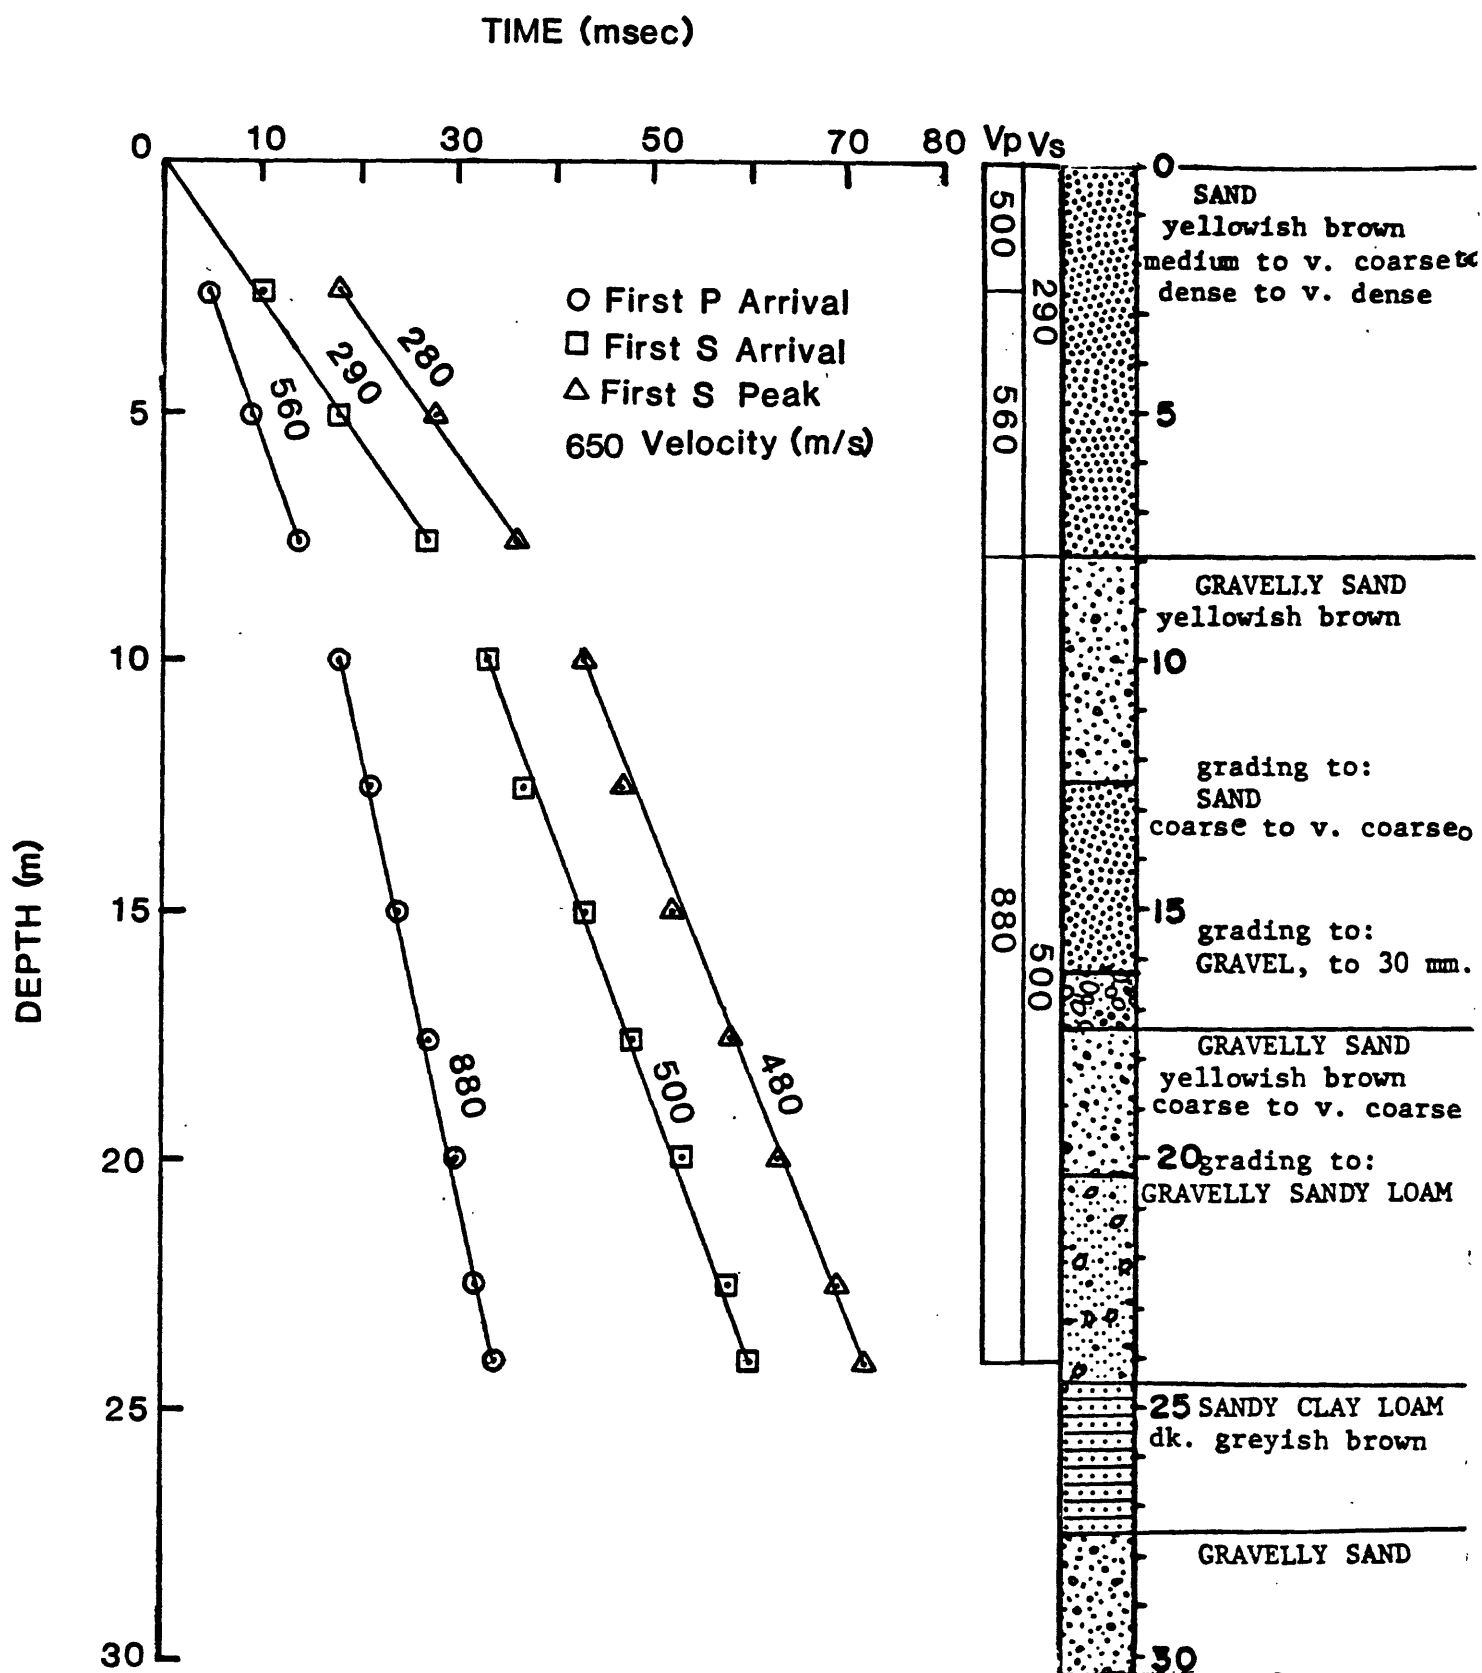 TIME (msec)
0 10 30 50 70 80 Vp Vs
First P Arrival
First S Arrival
First S Peak
650 Velocity (m/s)
560
290
280
880
500
480
5
10
15
20
25
30
DEPTH (m)
500
560
880
290
500
0
SAND
yellowish brown
medium to v. coarse
dense to v. dense
5
GRAVELLY SAND
yellowish brown
10
grading to:
SAND
coarse to v. coarse
15
grading to:
GRAVEL, to 30 mm.
GRAVELLY SAND
yellowish brown
coarse to v. coarse
20 grading to:
GRAVELLY SANDY LOAM
25 SANDY CLAY LOAM
dk. greyish brown
GRAVELLY SAND
30